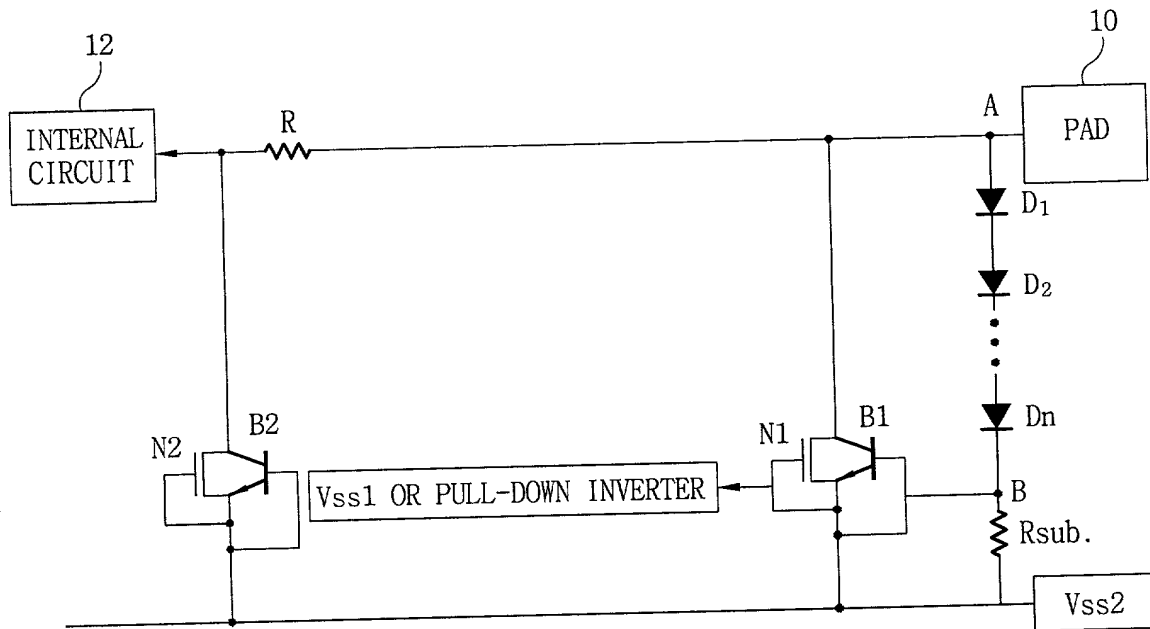 12
10
INTERNAL
CIRCUIT
R
A
PAD
D1
D2
Dn
N2
B2
Vss1 OR PULL-DOWN INVERTER
N1
B1
B
Rsub.
Vss2